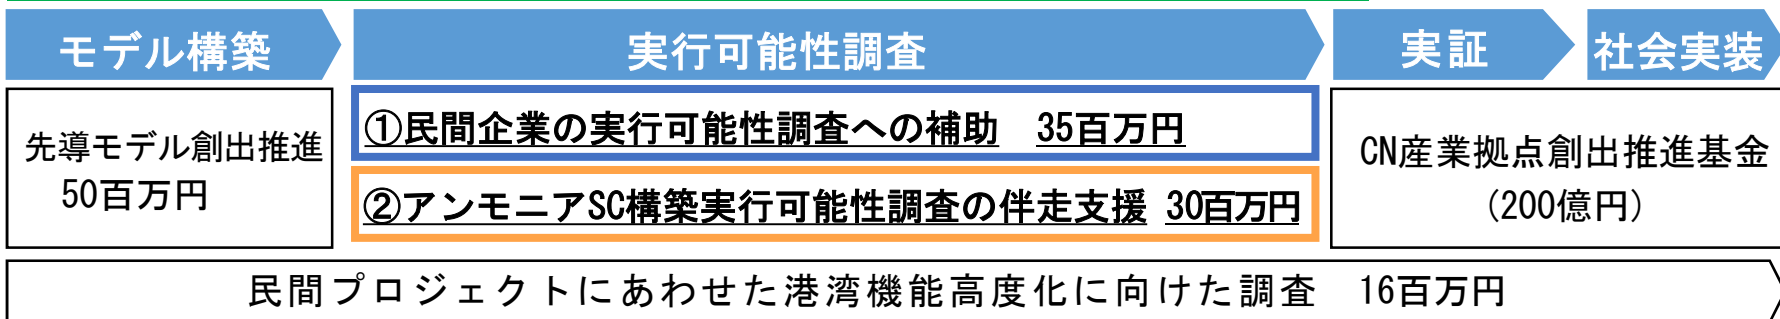 モデル構築
実行可能性調査
実証
社会実装
先導モデル創出推進
50百万円
①民間企業の実行可能性調査への補助　35百万円
②アンモニアSC構築実行可能性調査の伴走支援 30百万円
CN産業拠点創出推進基金
(200億円)
民間プロジェクトにあわせた港湾機能高度化に向けた調査　16百万円